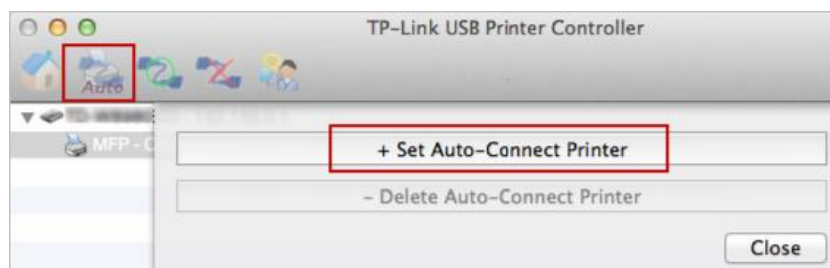 TP-Link USB Printer Controller
Auto
MFP - C
+ Set Auto-Connect Printer
- Delete Auto-Connect Printer
Close